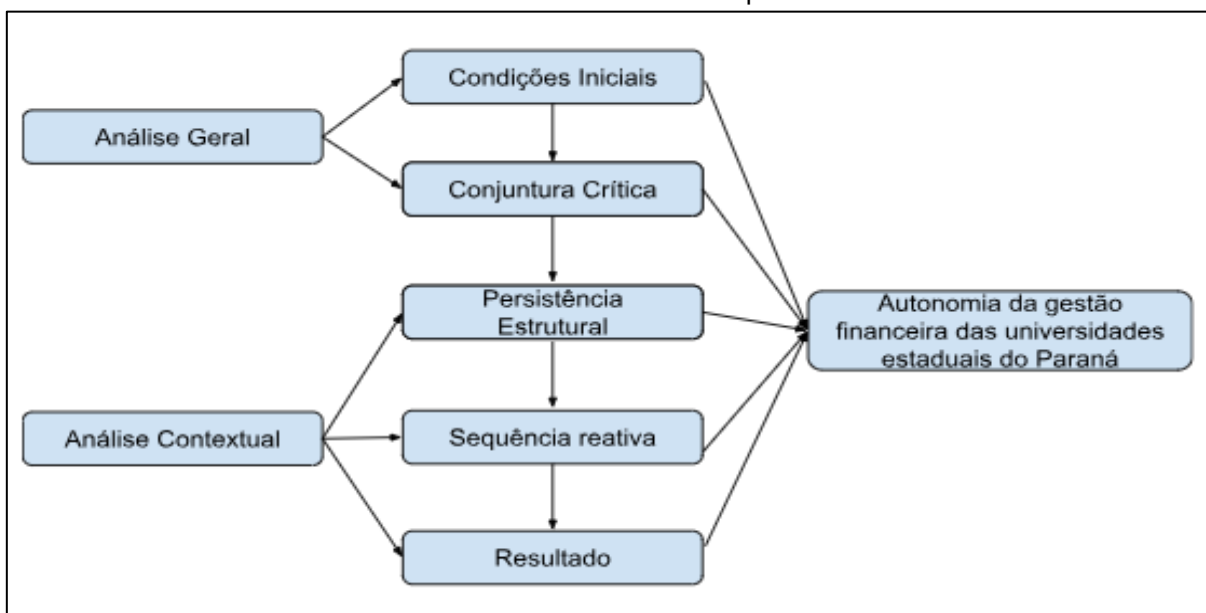 Condições Iniciais
Análise Geral
Conjuntura Crítica
Persistência
Estrutural
Autonomia da gestão
financeira das universidades
estaduais do Paraná
Análise Contextual
Sequência reativa
Resultado